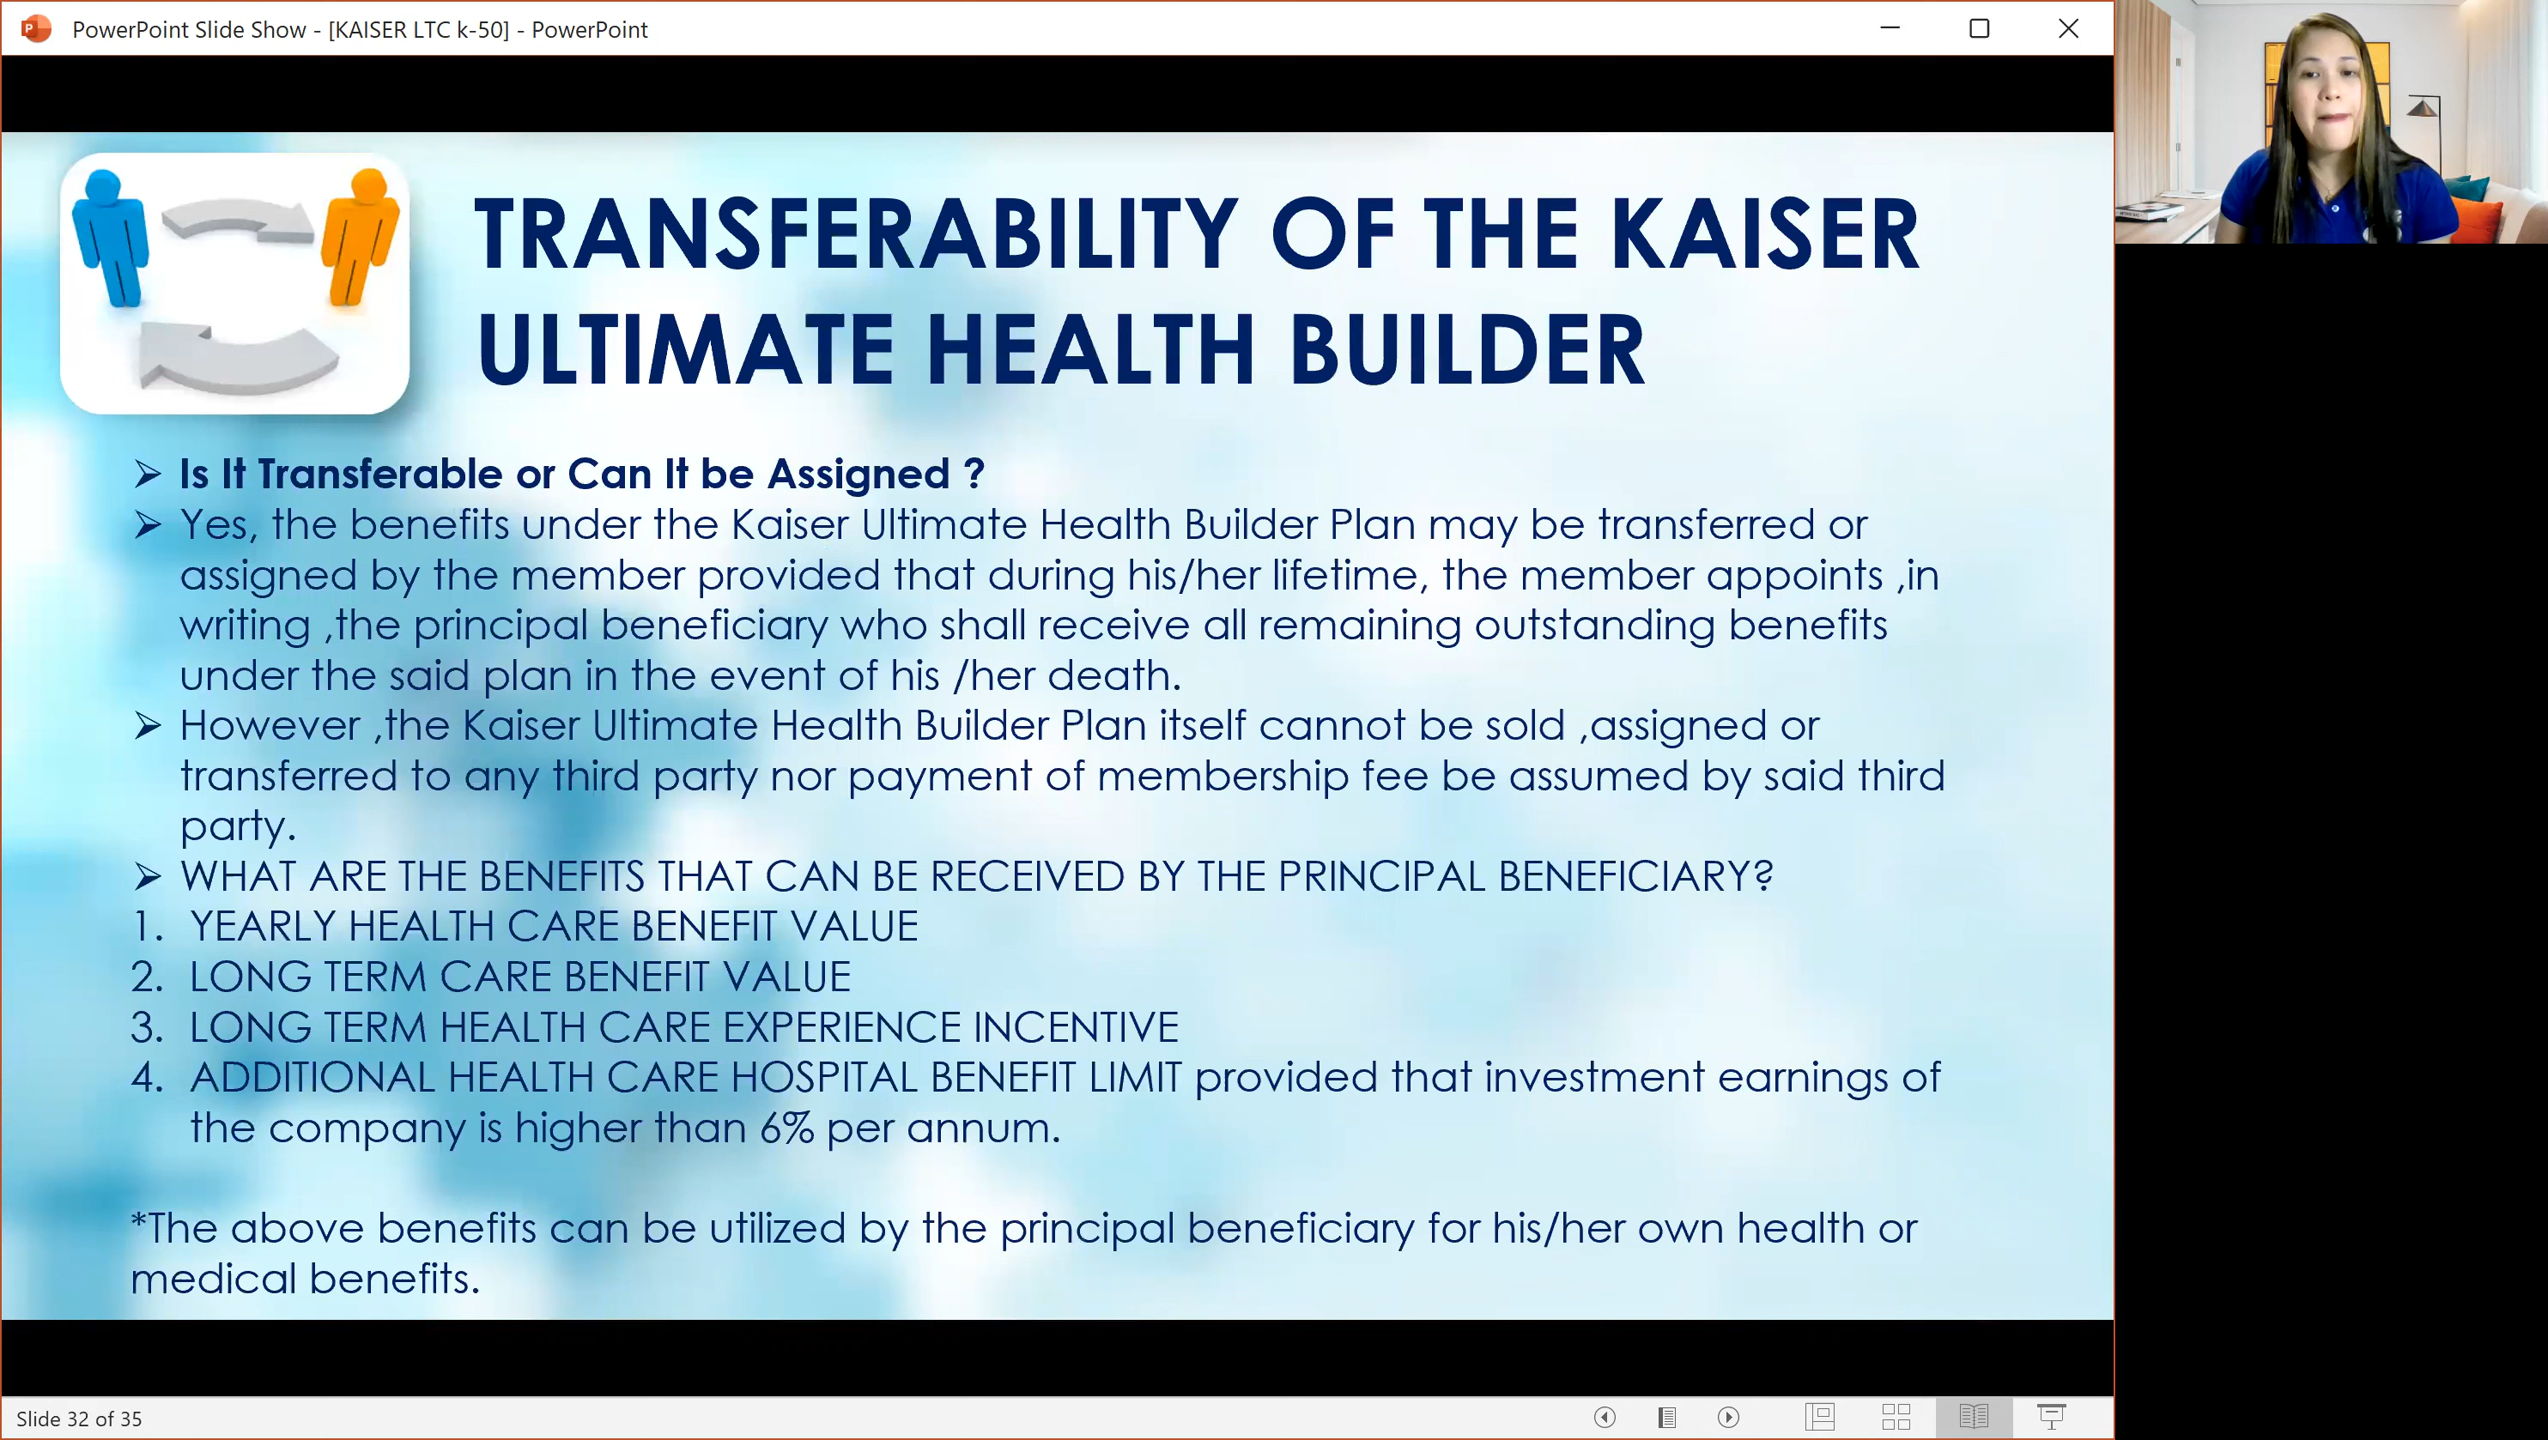 PowerPoint Slide Show - [KAISER LTC k-50] - PowerPoint
TRANSFERABILITY OF THE KAISER
ULTIMATE HEALTH BUILDER
Is It Transferable or Can It be Assigned ?
Yes, the benefits under the Kaiser Ultimate Health Builder Plan may be transferred or
assigned by the member provided that during his/her lifetime, the member appoints ,in
writing ,the principal beneficiary who shall receive all remaining outstanding benefits
under the said plan in the event of his /her death.
However ,the Kaiser Ultimate Health Builder Plan itself cannot be sold ,assigned or
transferred to any third party nor payment of membership fee be assumed by said third
party.
WHAT ARE THE BENEFITS THAT CAN BE RECEIVED BY THE PRINCIPAL BENEFICIARY?
1. YEARLY HEALTH CARE BENEFIT VALUE
2. LONG TERM CARE BENEFIT VALUE
3. LONG TERM HEALTH CARE EXPERIENCE INCENTIVE
4. ADDITIONAL HEALTH CARE HOSPITAL BENEFIT LIMIT provided that investment earnings of
the company is higher than 6% per annum.
*The above benefits can be utilized by the principal beneficiary for his/her own health or
medical benefits.
Slide 32 of 35